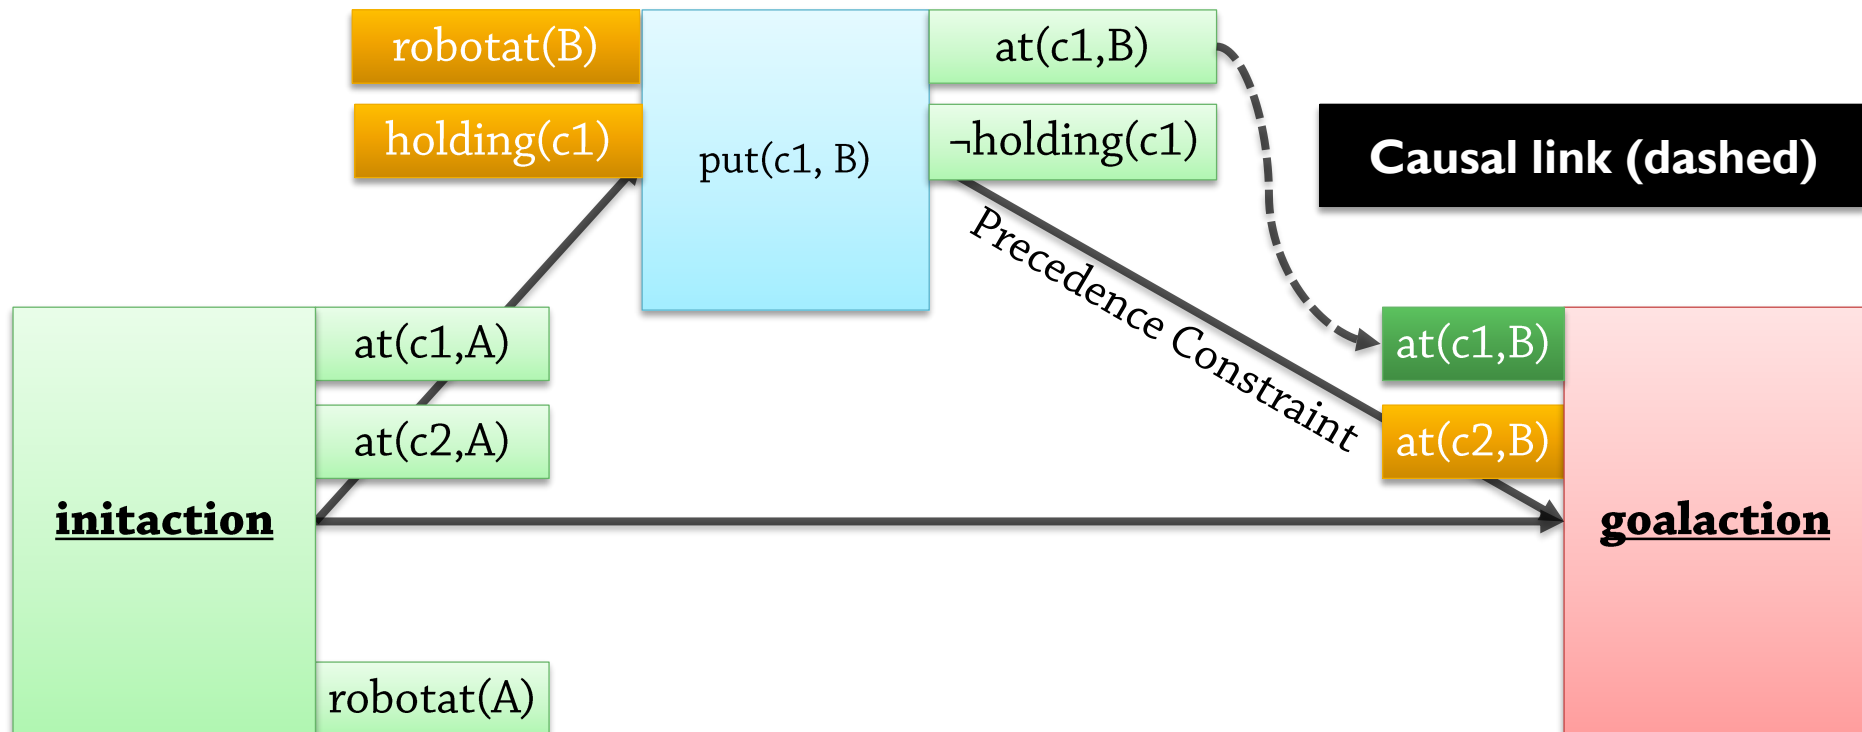 robotat(B)
holding(c1)
put(c1, B)
at(c1,B)
¬holding(c1)
Causal link (dashed)
Precedence Constraint
initaction
at(c1,A)
at(c2,A)
robotat(A)
at(c1,B)
at(c2,B)
goalaction